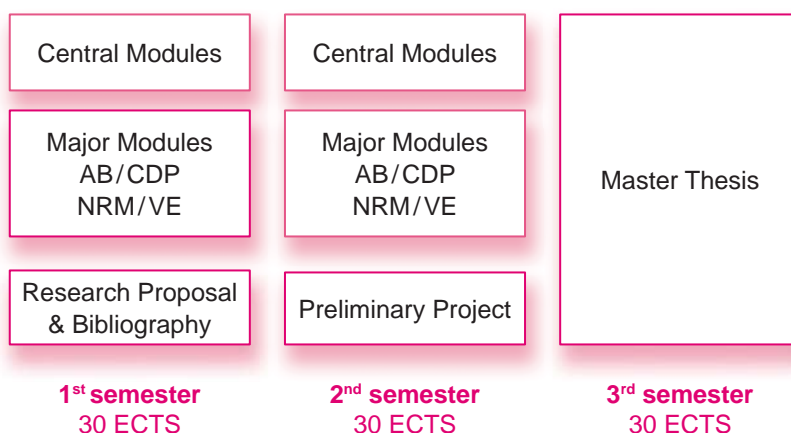 Central Modules
Major Modules
AB/CDP
NRM/VE
Research Proposal
& Bibliography
1st semester
30 ECTS
Central Modules
Major Modules
AB/CDP
NRM/VE
Preliminary Project
2nd semester
30 ECTS
Master Thesis
3rd semester
30 ECTS